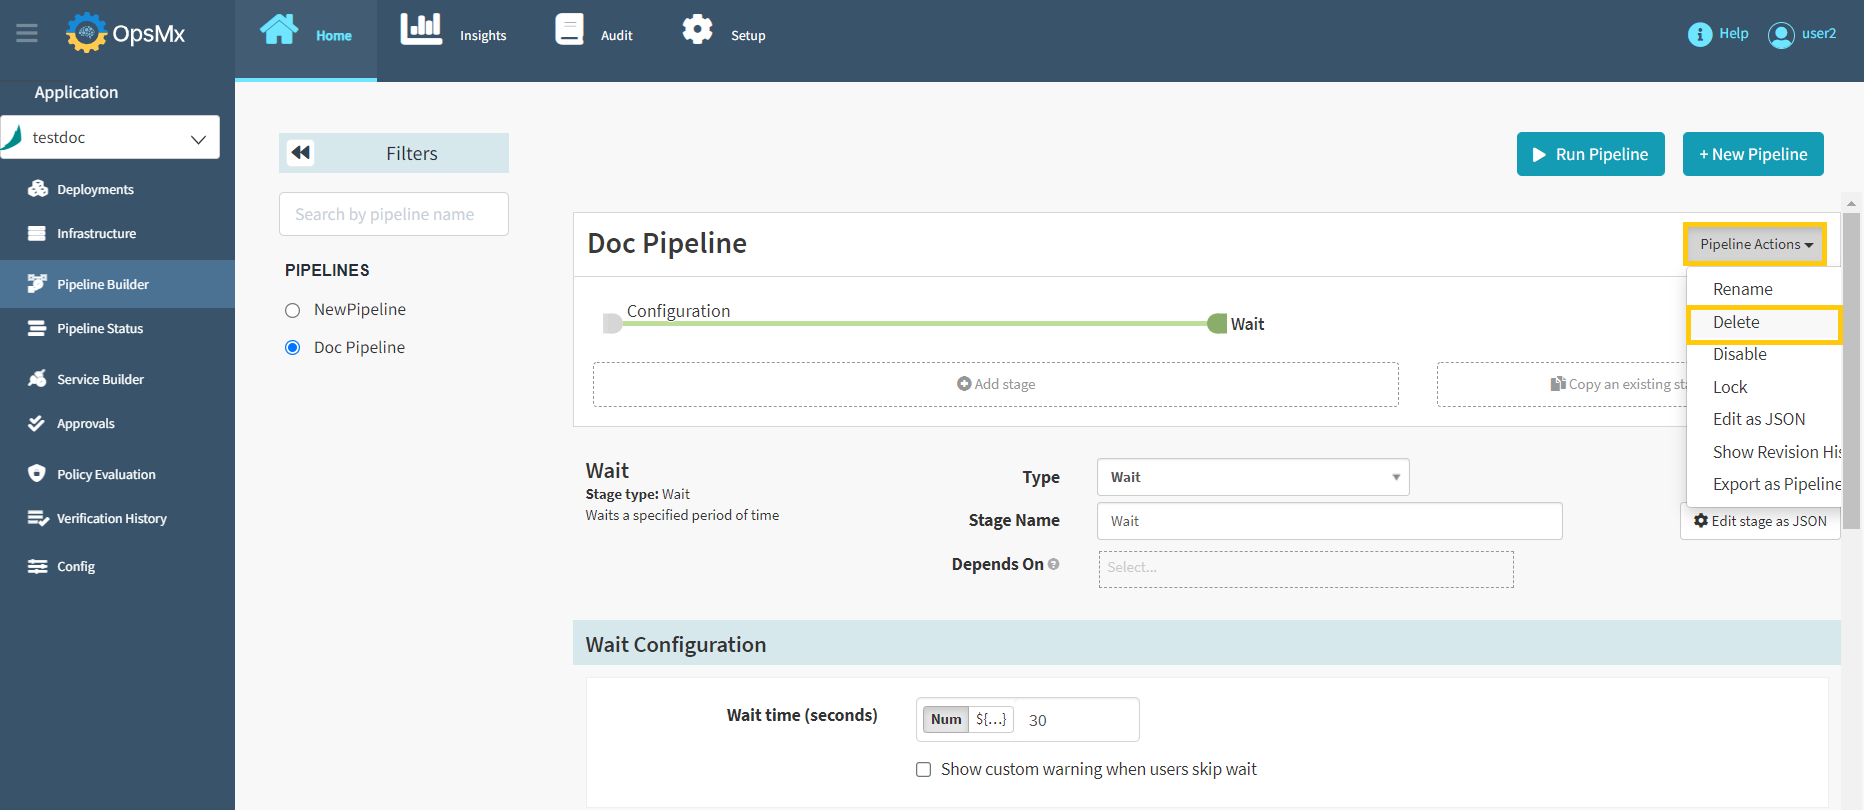 OpsMx
Home
Insights
Audit
Setup
Help
user2
Application
testdoc
Deployments
Infrastructure
Pipeline Builder
Pipeline Status
Service Builder
Approvals
Policy Evaluation
Verification History
Config
Filters
Search by pipeline name
PIPELINES
NewPipeline
Doc Pipeline
Run Pipeline
+ New Pipeline
Doc Pipeline
Pipeline Actions
Rename
Delete
Disable
Lock
Edit as JSON
Show Revision His
Export as Pipeline
Configuration
Wait
Add stage
Copy an existing sta
Wait
Stage type: Wait
Waits a specified period of time
Type
Wait
Stage Name
Wait
Edit stage as JSON
Depends On
Select...
Wait Configuration
Wait time (seconds)
Num
${...}
30
Show custom warning when users skip wait